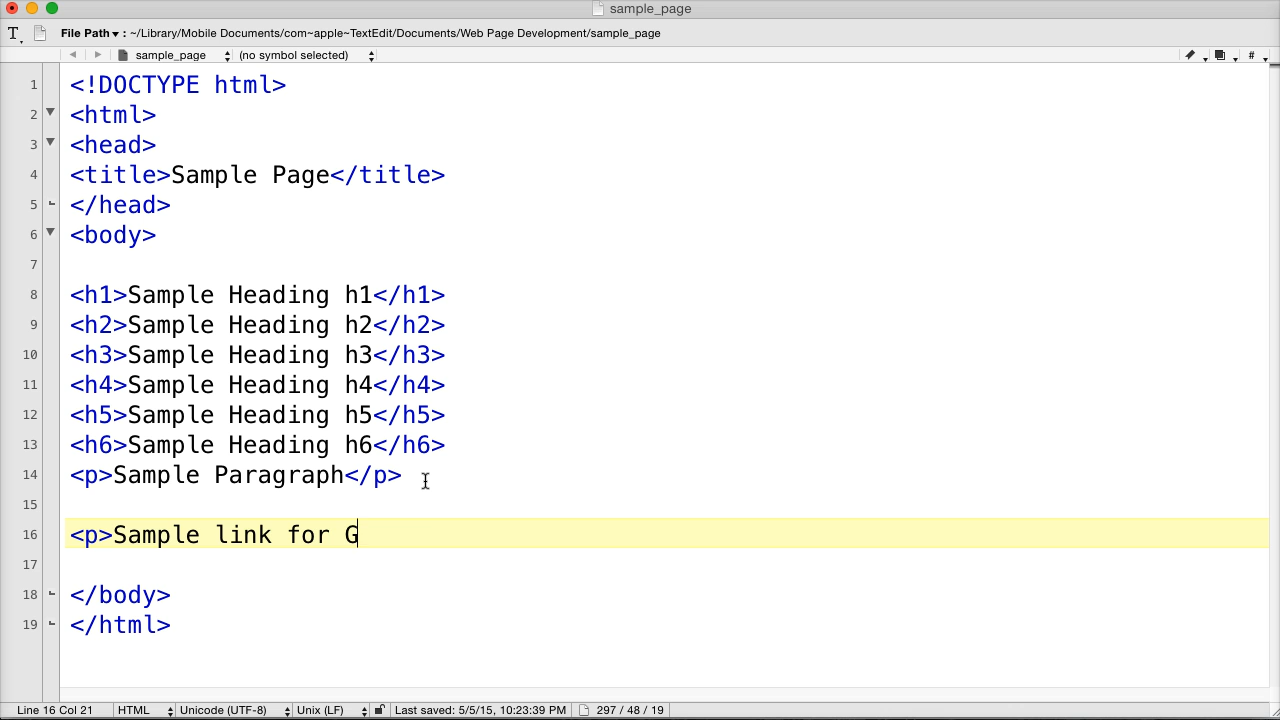 sample_page
File Path ▾ : ~/Library/Mobile Documents/com~apple~TextEdit/Documents/Web Page Development/sample_page
sample_page (no symbol selected) #
1 <!DOCTYPE html>
2 <html>
3 <head>
4 <title>Sample Page</title>
5 </head>
6 <body>
7
8 <h1>Sample Heading h1</h1>
9 <h2>Sample Heading h2</h2>
10 <h3>Sample Heading h3</h3>
11 <h4>Sample Heading h4</h4>
12 <h5>Sample Heading h5</h5>
13 <h6>Sample Heading h6</h6>
14 <p>Sample Paragraph</p>
15
16 <p>Sample link for G
17
18 </body>
19 </html>
Line 16 Col 21 HTML Unicode (UTF-8) Unix (LF) Last saved: 5/5/15, 10:23:39 PM 297 / 48 / 19